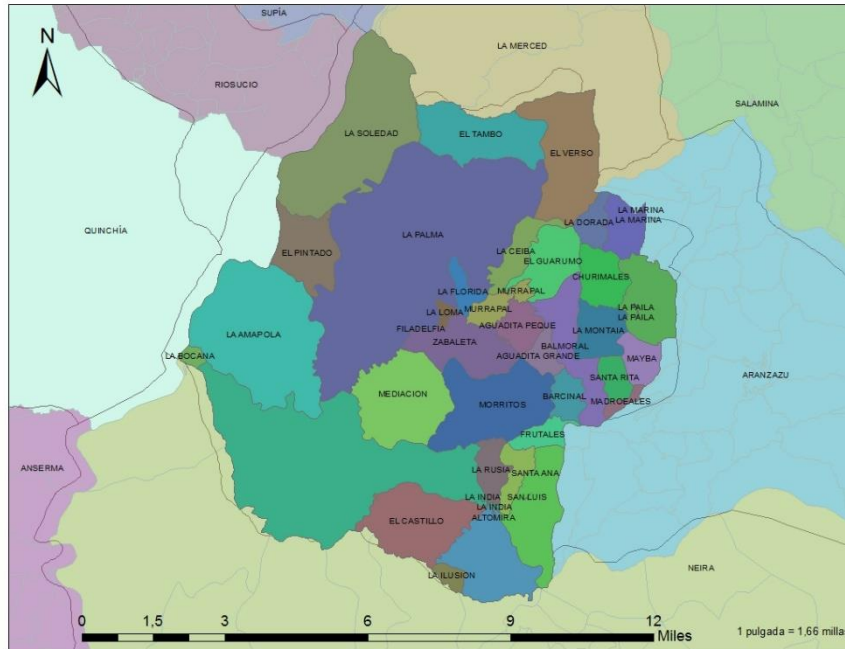 SUPÍA
N
LA MERCED
RIOSUCIO
SALAMINA
LA SOLEDAD
EL TAMBO
EL VERSO
LA MARINA
LA DORADA
LA MARINA
QUINCHÍA
LA PALMA
EL PINTADO
LA CEIBA
EL GUARUMO
CHURIMALES
LA FLORIDA
MURRAPAL
LA PAILA
LA LOMA
MURRAPAL
LA PAILA
FILADELFIA
AGUADITA PEQUE
LA MONTAIA
LA AMAPOLA
ZABALETA
BALMORAL
LA BOCANA
AGUADITA GRANDE
MAYBA
ARANZAZU
SANTA RITA
MEDIACION
MORRITOS
BARCINAL
MADROEALES
FRUTALES
ANSERMA
LA RUSIA
SANTA ANA
LA INDIA
SAN LUIS
LA INDIA
EL CASTILLO
ALTOMIRA
NEIRA
LA ILUSION
0 1,5 3 6 9 12
Miles
1 pulgada = 1,66 milla